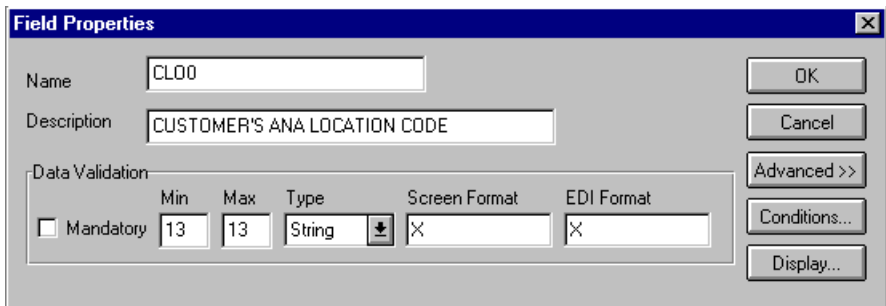 Field Properties
Name CLO0 OK
Description CUSTOMER'S ANA LOCATION CODE Cancel
Data Validation Advanced >>
Min Max Type Screen Format EDI Format
Mandatory 13 13 String X X Conditions...
Display...